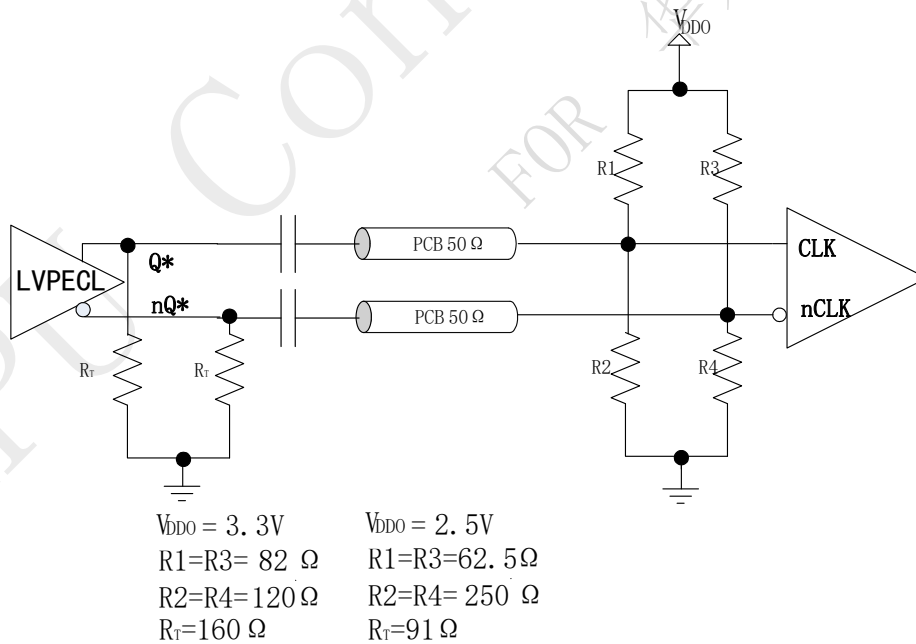 VDDO
R1
R3
CLK
PCB 50 Ω
LVPECL
Q*
nQ*
nCLK
PCB 50 Ω
RT
RT
R2
R4
VDDO = 3.3V
VDDO = 2.5V
R1=R3= 82 Ω
R1=R3=62.5Ω
R2=R4=120 Ω
R2=R4= 250 Ω
RT=160 Ω
RT=91 Ω
FOR